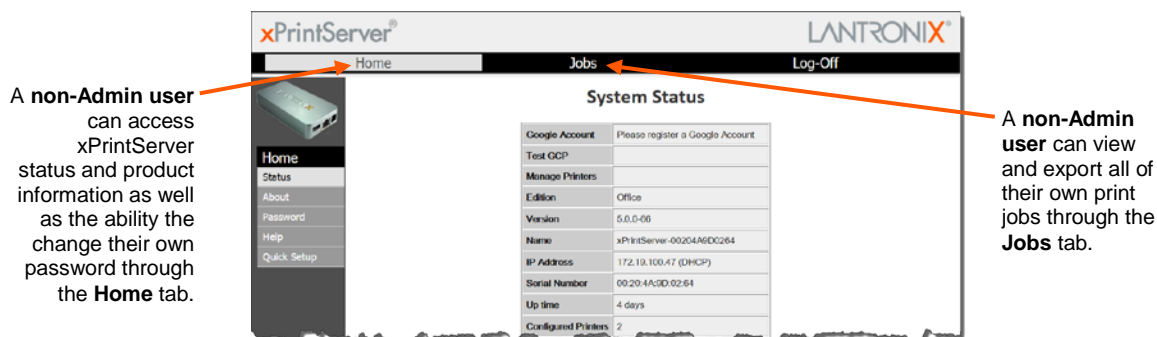 xPrintServer®
LANTRONIX®
Home
Jobs
Log-Off
A non-Admin user
can access
xPrintServer
status and product
information as well
as the ability the
change their own
password through
the Home tab.
Home
Status
About
Password
Help
Quick Setup
System Status
Google Account Please register a Google Account
Test GCP
Manage Printers
Edition Office
Version 5.0.0-66
Name xPrintServer-00204A9D0264
IP Address 172.19.100.47 (DHCP)
Serial Number 00:20:4A:9D:02:64
Up time 4 days
Configured Printers 2
A non-Admin
user can view
and export all of
their own print
jobs through the
Jobs tab.